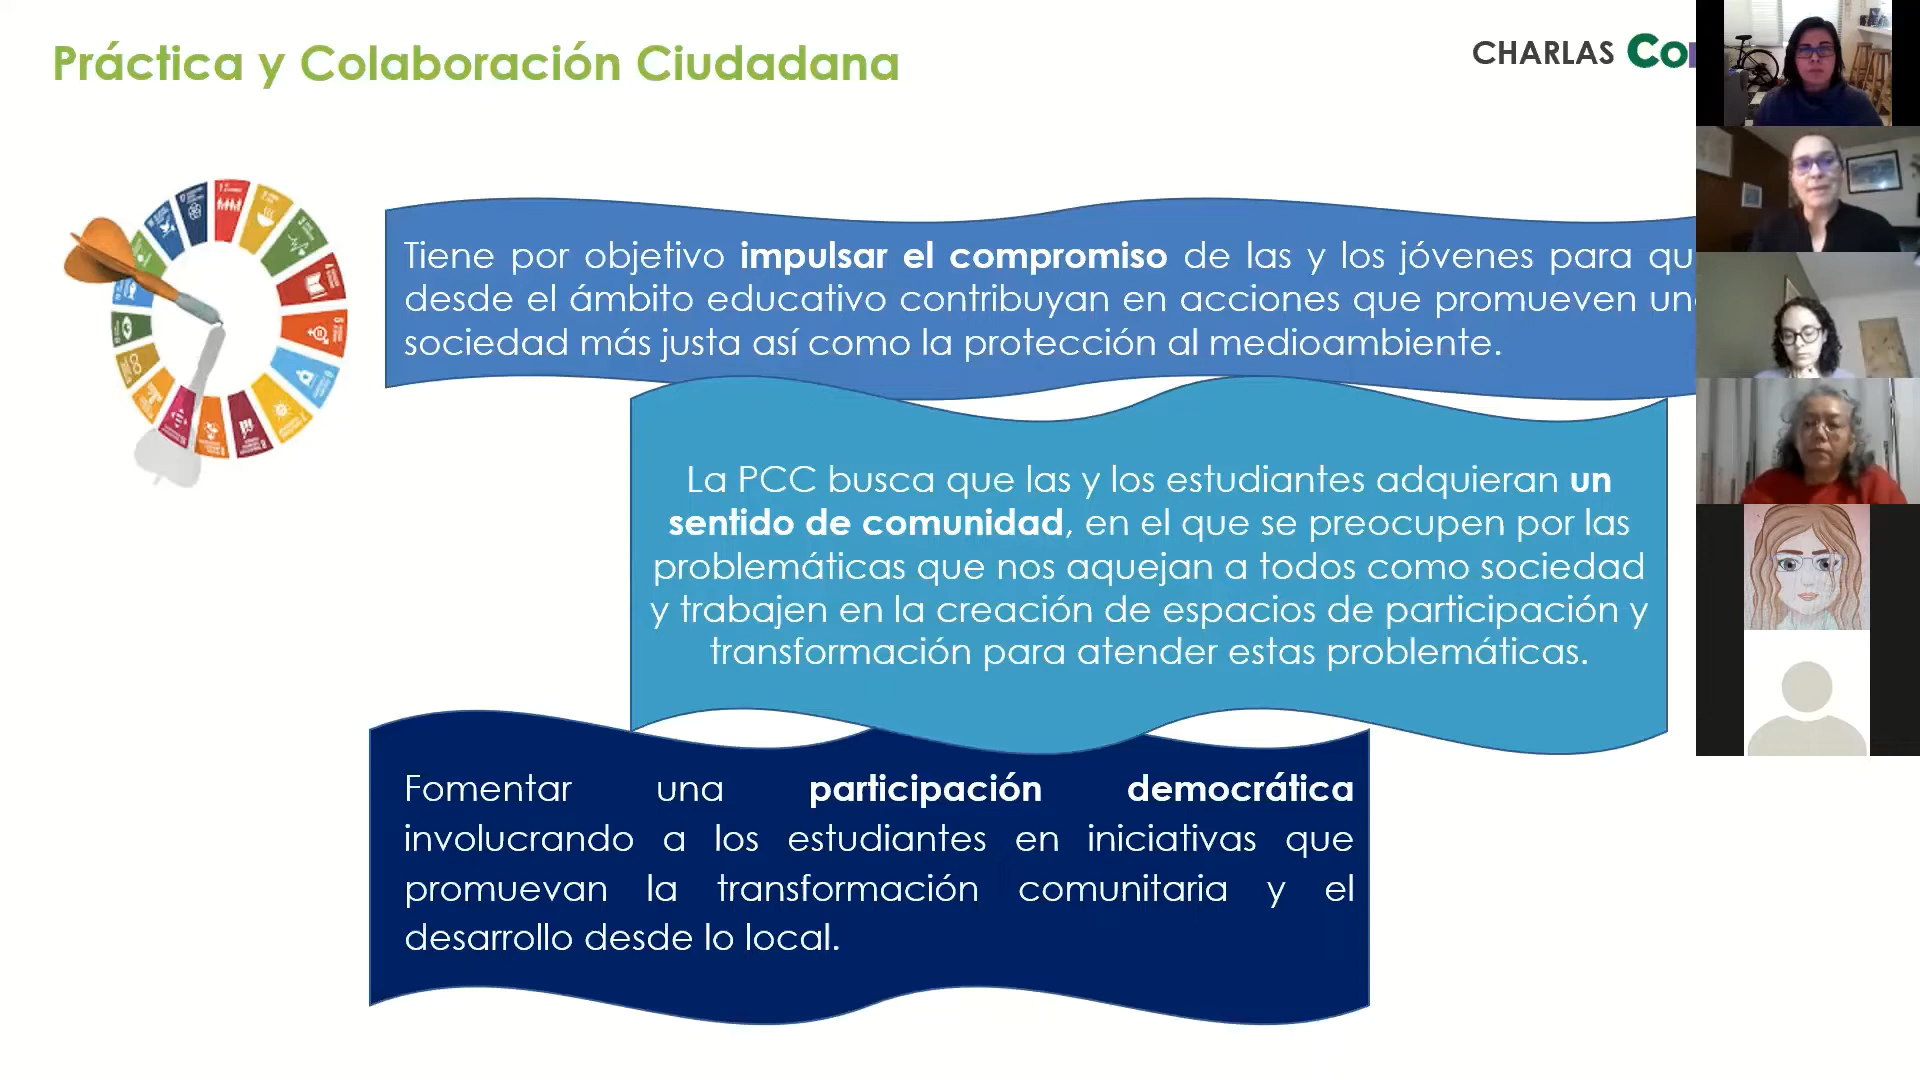 Práctica y Colaboración Ciudadana
CHARLAS
Tiene por objetivo impulsar el compromiso de las y los jóvenes para qu
desde el ámbito educativo contribuyan en acciones que promueven un
sociedad más justa así como la protección al medioambiente.
La PCC busca que las y los estudiantes adquieran un
sentido de comunidad, en el que se preocupen por las
problemáticas que nos aquejan a todos como sociedad
y trabajen en la creación de espacios de participación y
transformación para atender estas problemáticas.
Fomentar una participación democrática
involucrando a los estudiantes en iniciativas que
promuevan la transformación comunitaria y el
desarrollo desde lo local.